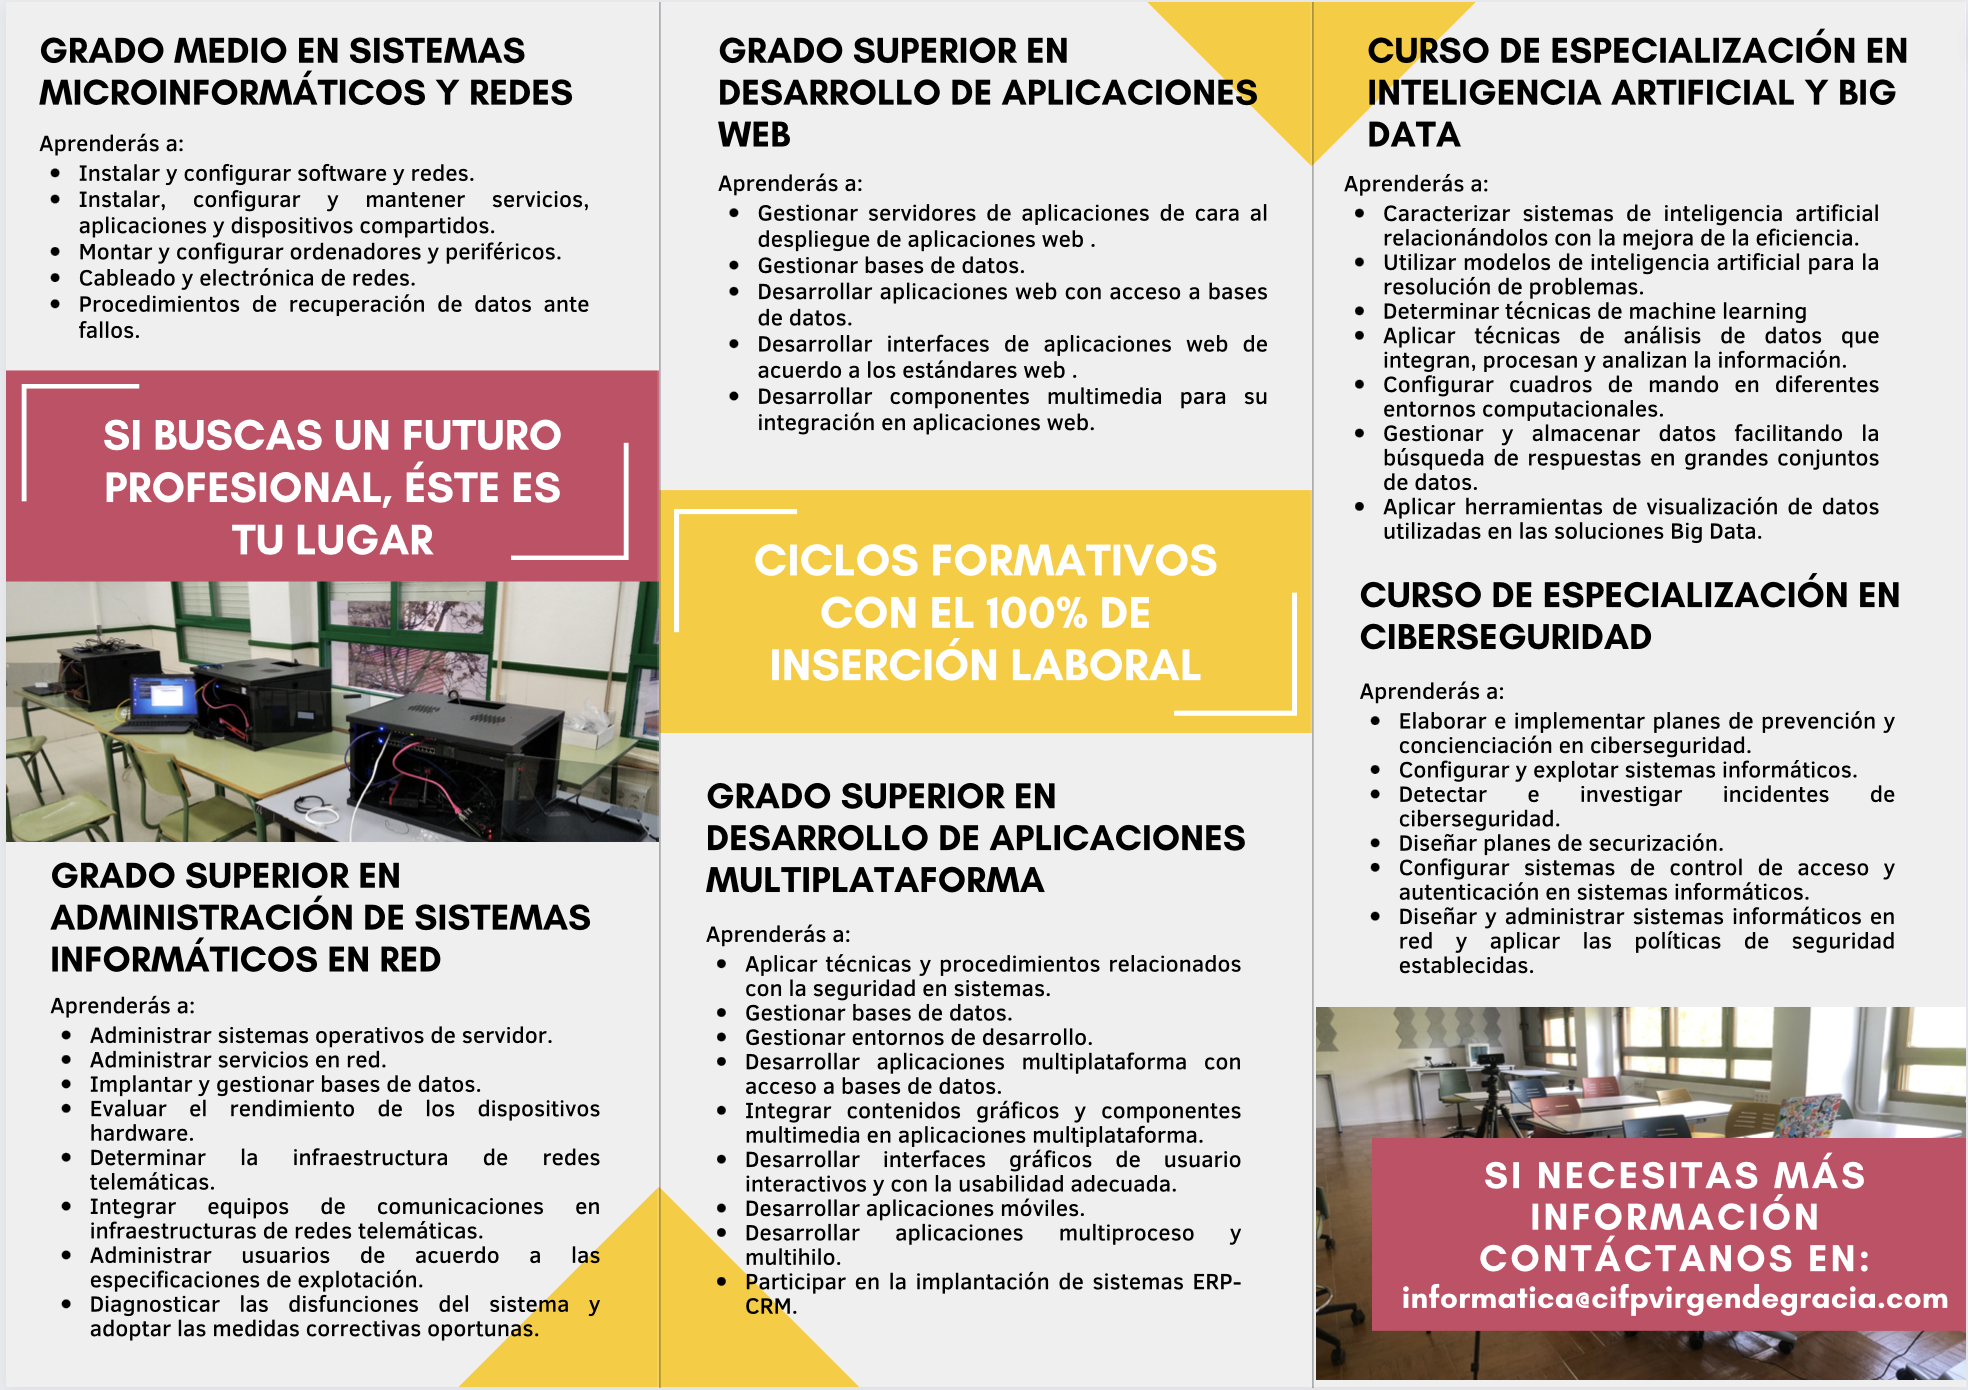 GRADO MEDIO EN SISTEMAS
MICROINFORMÁTICOS Y REDES
Aprenderás a:
• Instalar y configurar software y redes.
• Instalar, configurar y mantener servicios,
aplicaciones y dispositivos compartidos.
• Montar y configurar ordenadores y periféricos.
• Cableado y electrónica de redes.
• Procedimientos de recuperación de datos ante
fallos.
SI BUSCAS UN FUTURO
PROFESIONAL, ÉSTE ES
TU LUGAR
GRADO SUPERIOR EN
ADMINISTRACIÓN DE SISTEMAS
INFORMÁTICOS EN RED
Aprenderás a:
• Administrar sistemas operativos de servidor.
• Administrar servicios en red.
• Implantar y gestionar bases de datos.
• Evaluar el rendimiento de los dispositivos
hardware.
• Determinar la infraestructura de redes
telemáticas.
• Integrar equipos de comunicaciones en
infraestructuras de redes telemáticas.
• Administrar usuarios de acuerdo a las
especificaciones de explotación.
• Diagnosticar las disfunciones del sistema y
adoptar las medidas correctivas oportunas.
GRADO SUPERIOR EN
DESARROLLO DE APLICACIONES
WEB
Aprenderás a:
• Gestionar servidores de aplicaciones de cara al
despliegue de aplicaciones web .
• Gestionar bases de datos.
• Desarrollar aplicaciones web con acceso a bases
de datos.
• Desarrollar interfaces de aplicaciones web de
acuerdo a los estándares web .
• Desarrollar componentes multimedia para su
integración en aplicaciones web.
CICLOS FORMATIVOS
CON EL 100% DE
INSERCIÓN LABORAL
GRADO SUPERIOR EN
DESARROLLO DE APLICACIONES
MULTIPLATAFORMA
Aprenderás a:
• Aplicar técnicas y procedimientos relacionados
con la seguridad en sistemas.
• Gestionar bases de datos.
• Gestionar entornos de desarrollo.
• Desarrollar aplicaciones multiplataforma con
acceso a bases de datos.
• Integrar contenidos gráficos y componentes
multimedia en aplicaciones multiplataforma.
• Desarrollar interfaces gráficos de usuario
interactivos y con la usabilidad adecuada.
• Desarrollar aplicaciones móviles.
• Desarrollar aplicaciones multiproceso y
multihilo.
• Participar en la implantación de sistemas ERP-
CRM.
CURSO DE ESPECIALIZACIÓN EN
INTELIGENCIA ARTIFICIAL Y BIG
DATA
Aprenderás a:
• Caracterizar sistemas de inteligencia artificial
relacionándolos con la mejora de la eficiencia.
• Utilizar modelos de inteligencia artificial para la
resolución de problemas.
• Determinar técnicas de machine learning
• Aplicar técnicas de análisis de datos que
integran, procesan y analizan la información.
• Configurar cuadros de mando en diferentes
entornos computacionales.
• Gestionar y almacenar datos facilitando la
búsqueda de respuestas en grandes conjuntos
de datos.
• Aplicar herramientas de visualización de datos
utilizadas en las soluciones Big Data.
CURSO DE ESPECIALIZACIÓN EN
CIBERSEGURIDAD
Aprenderás a:
• Elaborar e implementar planes de prevención y
concienciación en ciberseguridad.
• Configurar y explotar sistemas informáticos.
• Detectar e investigar incidentes de
ciberseguridad.
• Diseñar planes de securización.
• Configurar sistemas de control de acceso y
autenticación en sistemas informáticos.
• Diseñar y administrar sistemas informáticos en
red y aplicar las políticas de seguridad
establecidas.
SI NECESITAS MÁS
INFORMACIÓN
CONTÁCTANOS EN:
informatica@cifpvirgendegracia.com